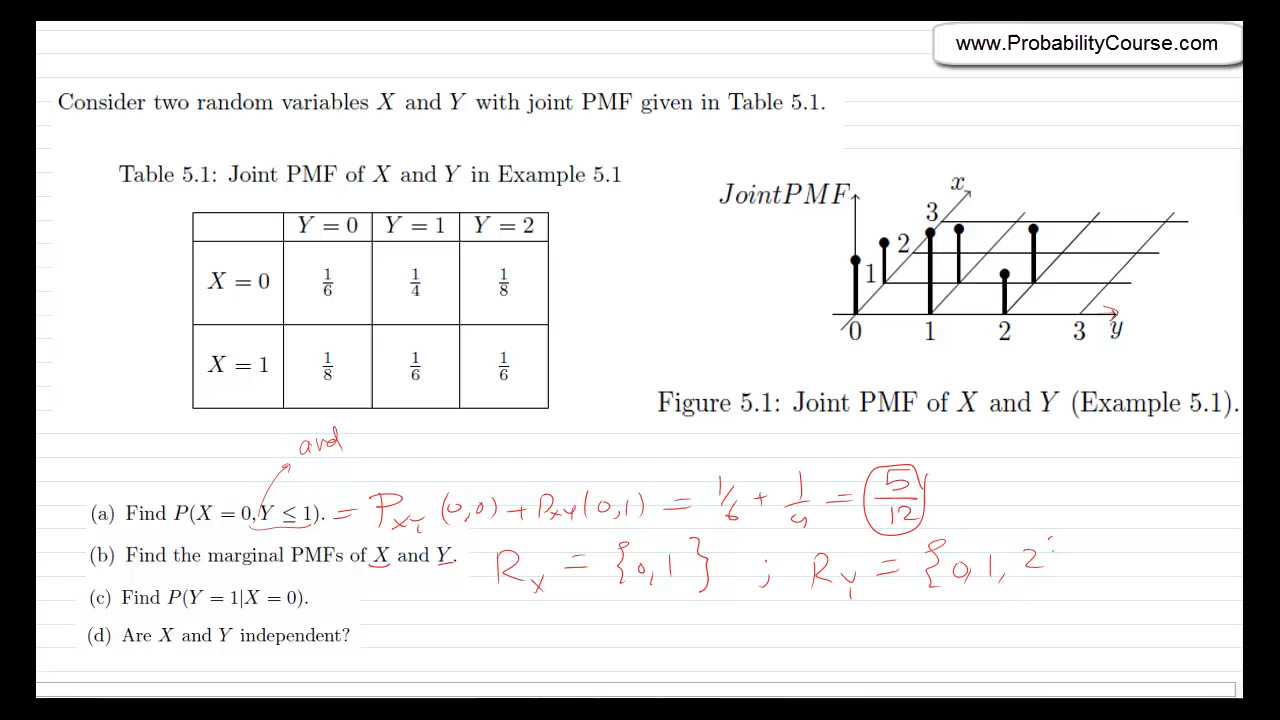 www.ProbabilityCourse.com
Consider two random variables X and Y with joint PMF given in Table 5.1.
Table 5.1: Joint PMF of X and Y in Example 5.1
Y = 0 Y = 1 Y = 2
X = 0 1/6 1/4 1/8
X = 1 1/8 1/6 1/6
JointPMF x
3
2
1
0 1 2 3 y
Figure 5.1: Joint PMF of X and Y (Example 5.1).
and
(a) Find P(X = 0, Y ≤ 1). = P_XY (0,0) + P_XY (0,1) = 1/6 + 1/4 = 5/12
(b) Find the marginal PMFs of X and Y. R_X = {0,1} ; R_Y = {0,1,2
(c) Find P(Y = 1|X = 0).
(d) Are X and Y independent?